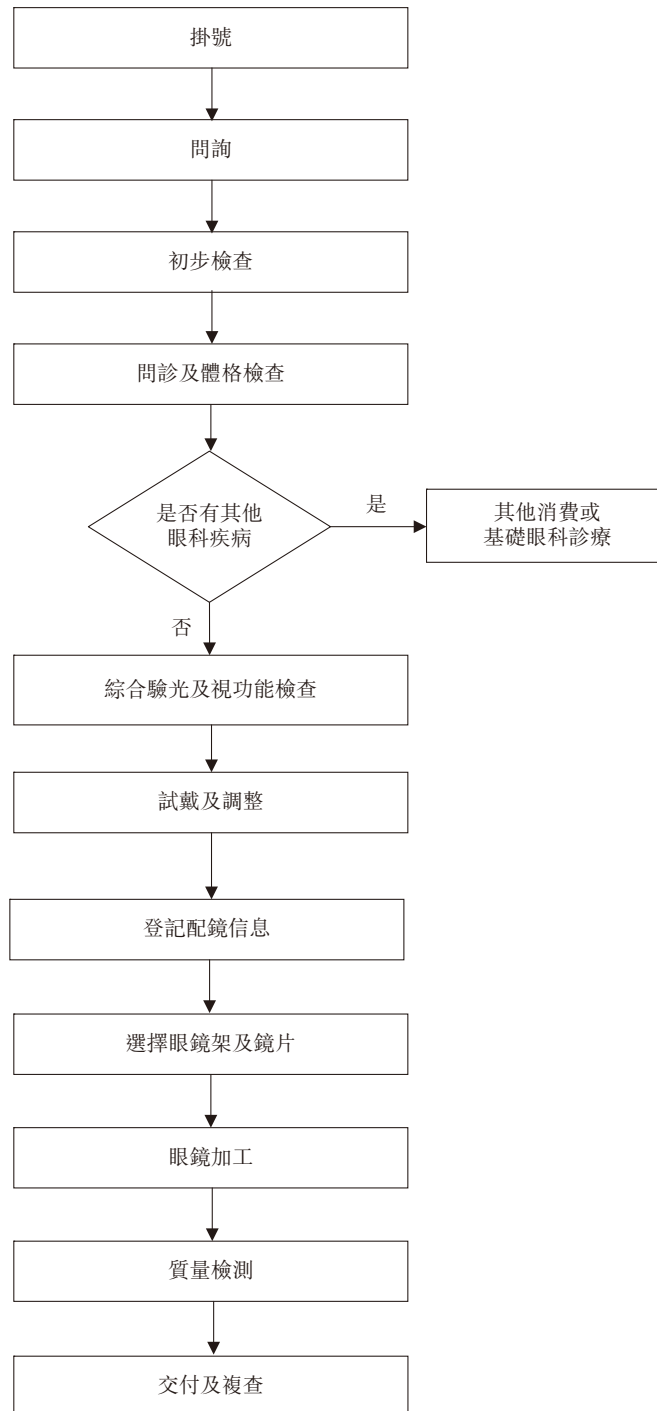 掛號
問詢
初步檢查
問診及體格檢查
是否有其他
眼科疾病
是
其他消費或
基礎眼科診療
否
綜合驗光及視功能檢查
試戴及調整
登記配鏡信息
選擇眼鏡架及鏡片
眼鏡加工
質量檢測
交付及複查